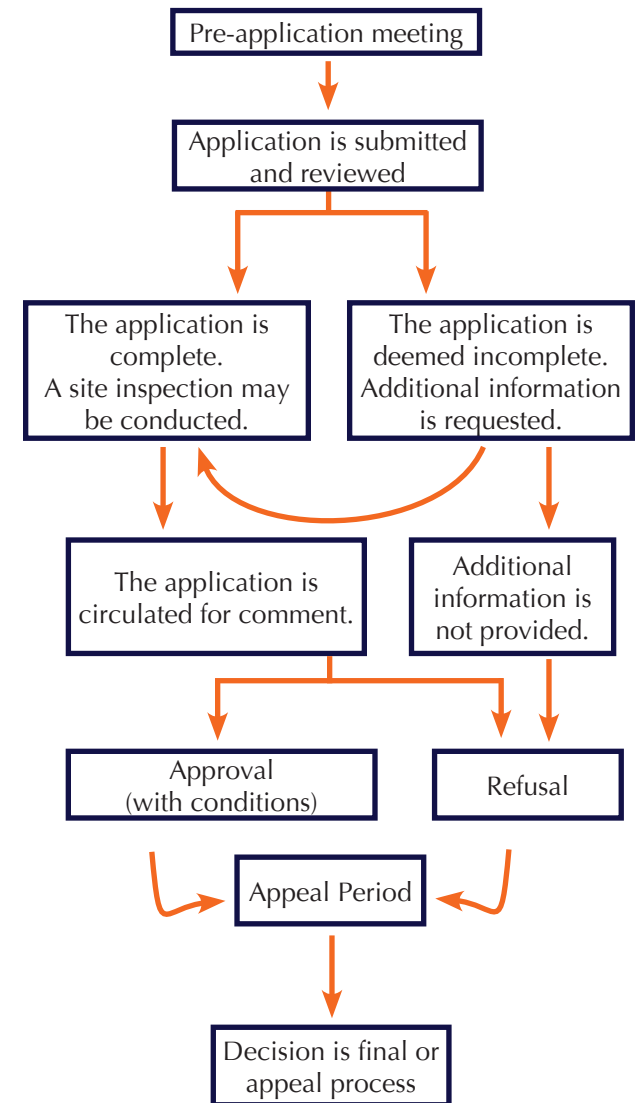 Pre-application meeting
Application is submitted
and reviewed
The application is
complete.
A site inspection may
be conducted.
The application is
deemed incomplete.
Additional information
is requested.
The application is
circulated for comment.
Additional
information is
not provided.
Approval
(with conditions)
Refusal
Appeal Period
Decision is final or
appeal process